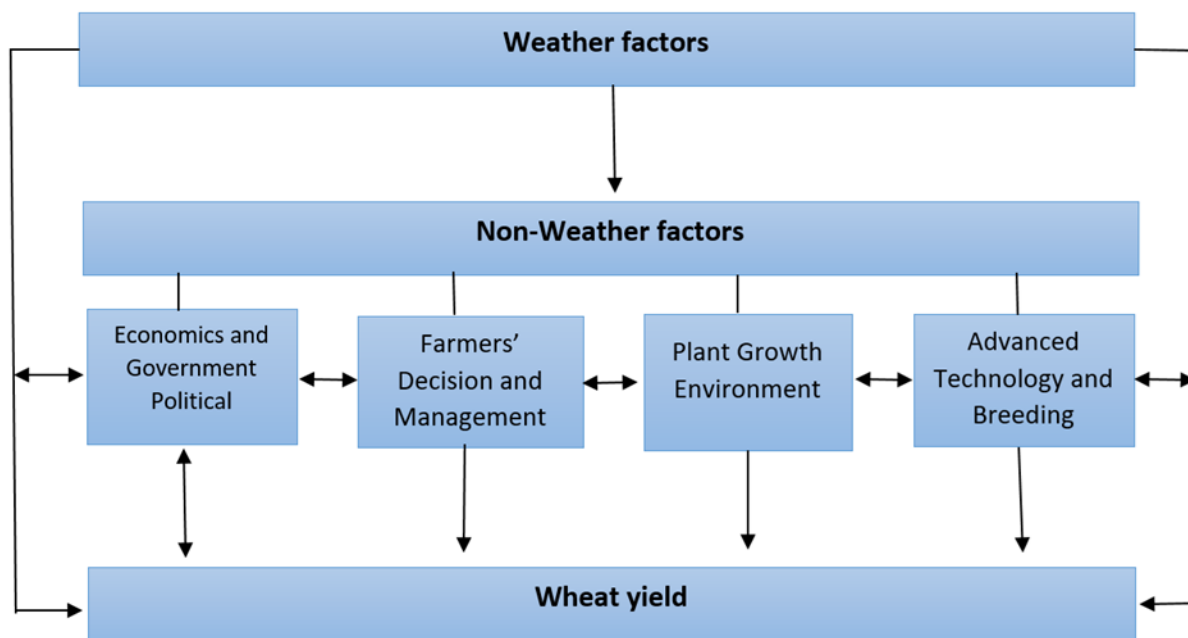 Weather factors
Non-Weather factors
Economics and
Government
Political
Farmers’
Decision and
Management
Plant Growth
Environment
Advanced
Technology and
Breeding
Wheat yield